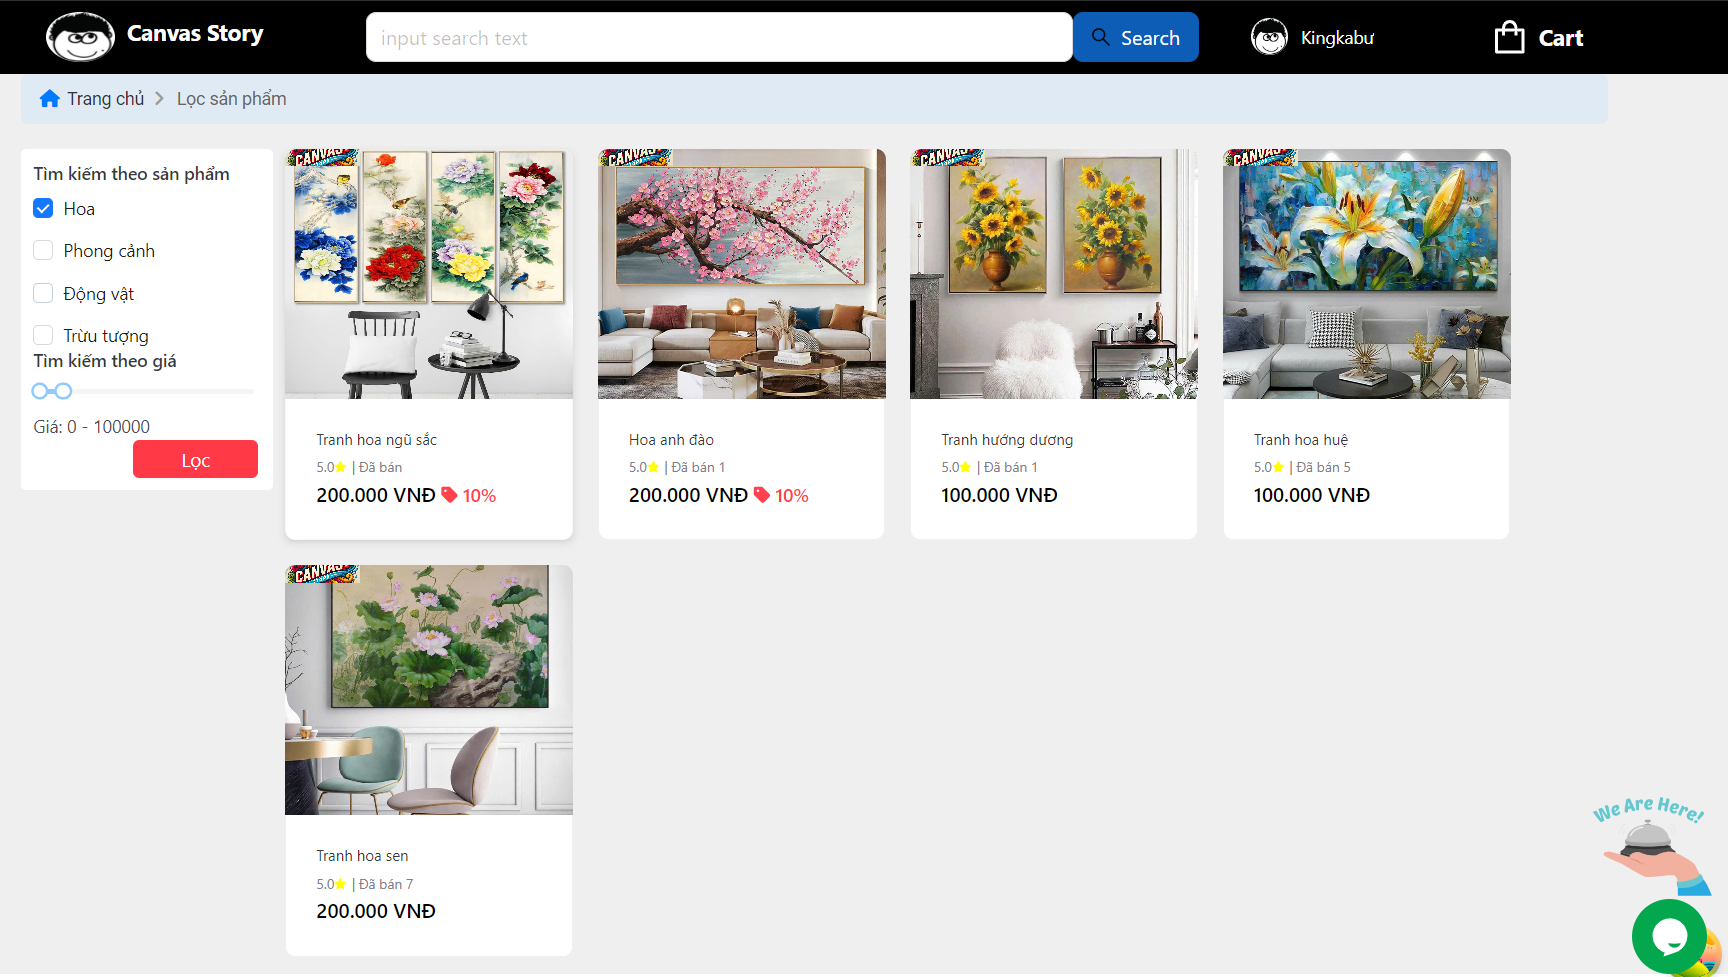 Canvas Story
input search text
Search
Kingkabư
Cart
Trang chủ
Lọc sản phẩm
Tìm kiếm theo sản phẩm
Hoa
Phong cảnh
Động vật
Trừu tượng
Tìm kiếm theo giá
Giá: 0 - 100000
Lọc
CANVAS
Tranh hoa ngũ sắc
5.0 | Đã bán
200.000 VNĐ 10%
CANVAS
Hoa anh đào
5.0 | Đã bán 1
200.000 VNĐ 10%
CANVAS
Tranh hướng dương
5.0 | Đã bán 1
100.000 VNĐ
CANVAS
Tranh hoa huệ
5.0 | Đã bán 5
100.000 VNĐ
CANVAS
Tranh hoa sen
5.0 | Đã bán 7
200.000 VNĐ
We Are Here!